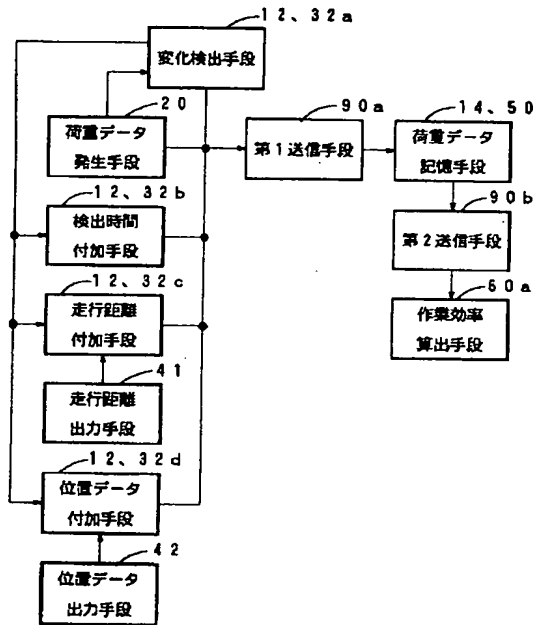 12、32a
変化検出手段
20
荷重データ
発生手段
90a
第1送信手段
14、50
荷重データ
記憶手段
12、32b
検出時間
付加手段
90b
第2送信手段
12、32c
走行距離
付加手段
60a
作業効率
算出手段
41
走行距離
出力手段
12、32d
位置データ
付加手段
42
位置データ
出力手段